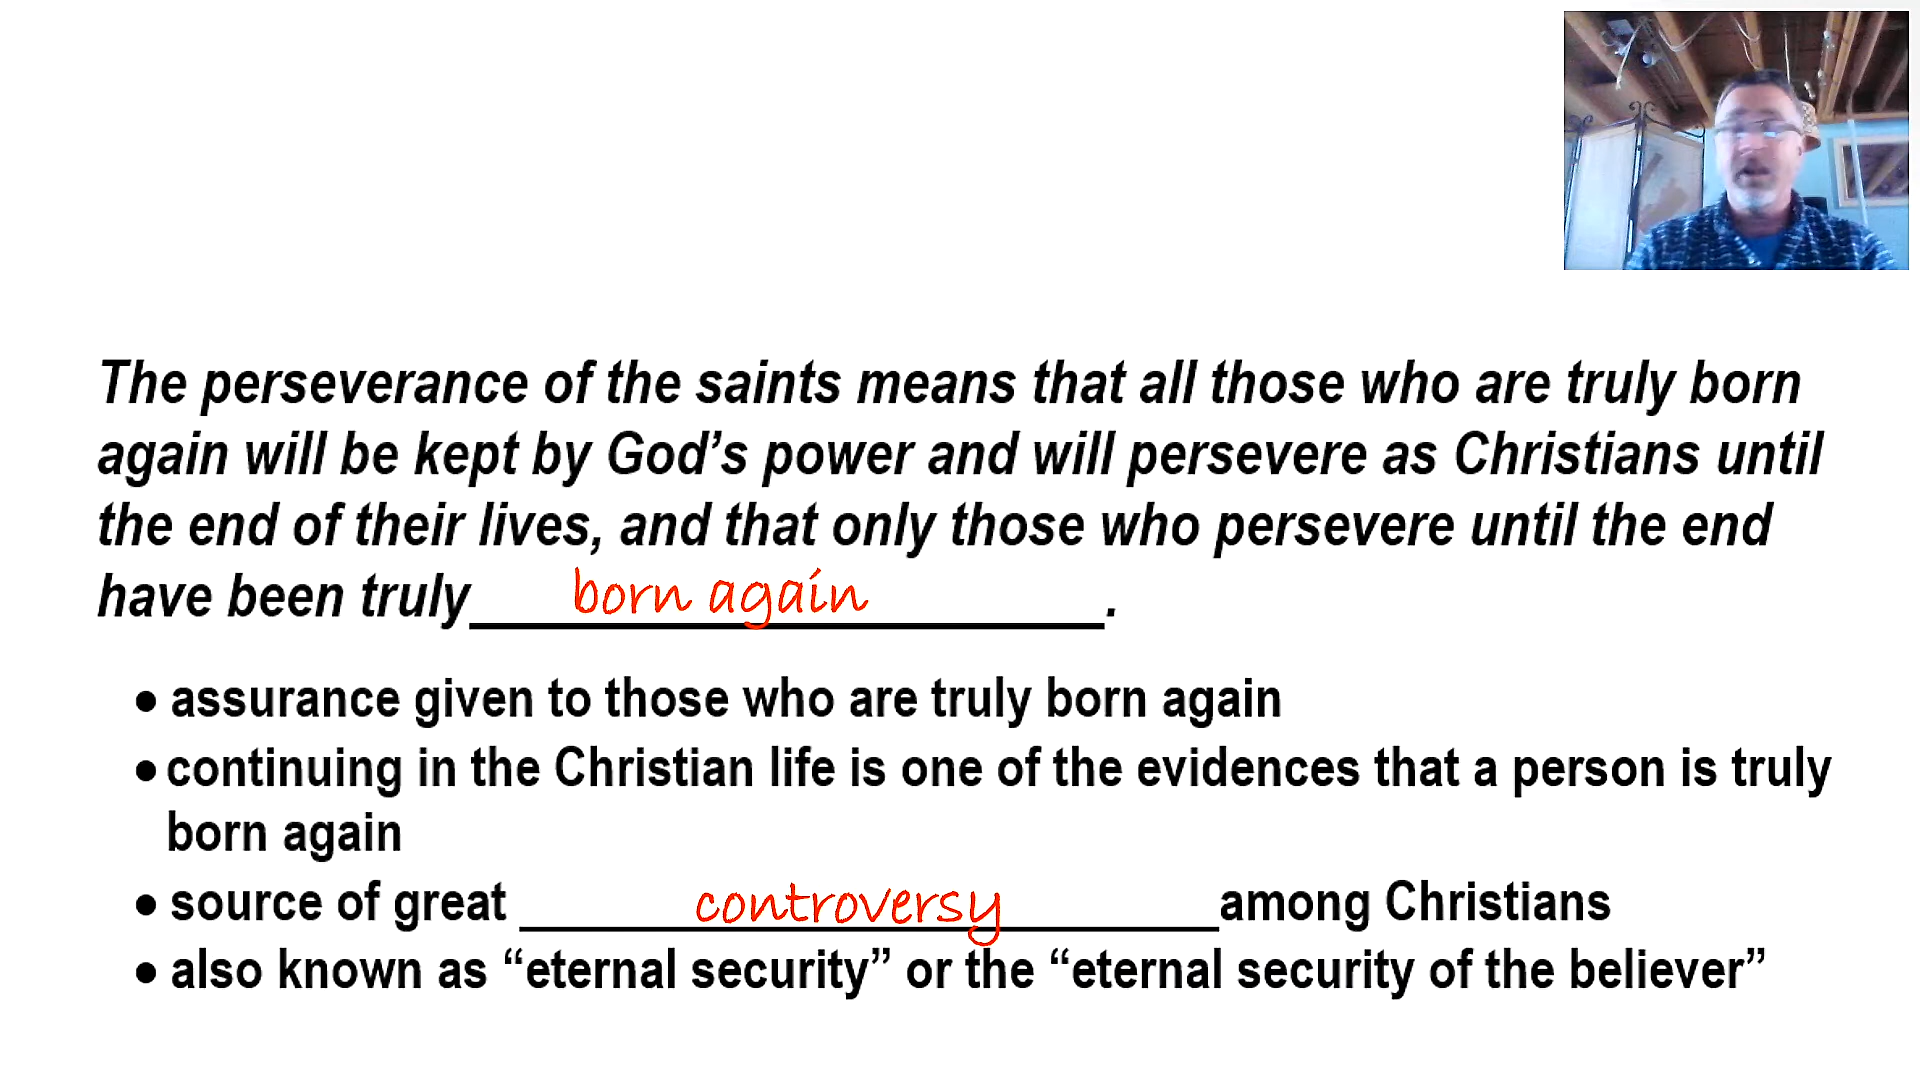 The perseverance of the saints means that all those who are truly born
again will be kept by God’s power and will persevere as Christians until
the end of their lives, and that only those who persevere until the end
have been truly born again.
• assurance given to those who are truly born again
• continuing in the Christian life is one of the evidences that a person is truly
born again
• source of great controversy among Christians
• also known as “eternal security” or the “eternal security of the believer”